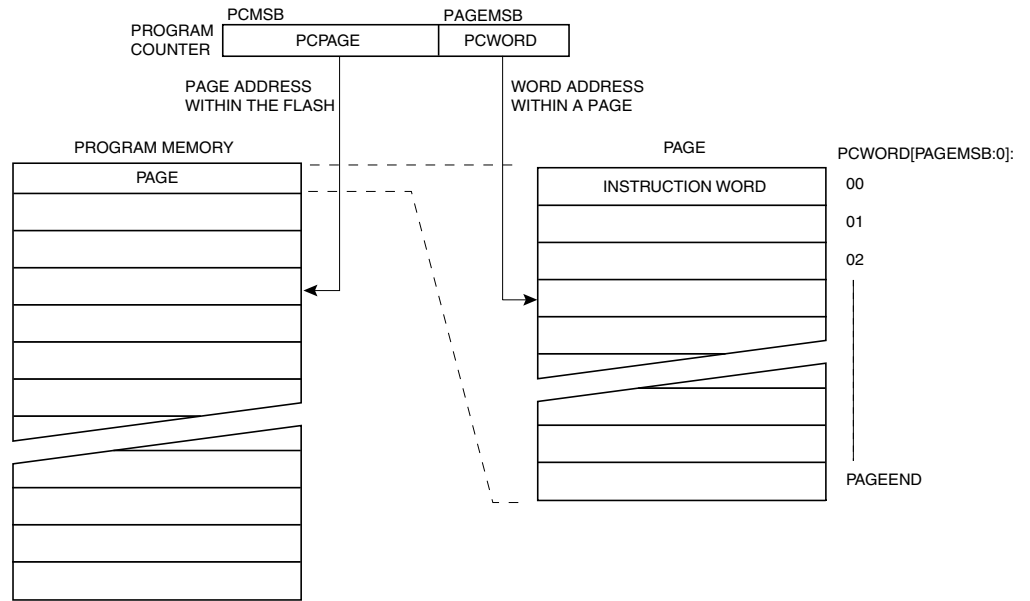 PCMSB
PAGEMSB
PROGRAM
COUNTER
PCPAGE
PCWORD
PAGE ADDRESS
WITHIN THE FLASH
WORD ADDRESS
WITHIN A PAGE
PROGRAM MEMORY
PAGE
PAGE
INSTRUCTION WORD
PCWORD[PAGEMSB:0]:
00
01
02
PAGEEND